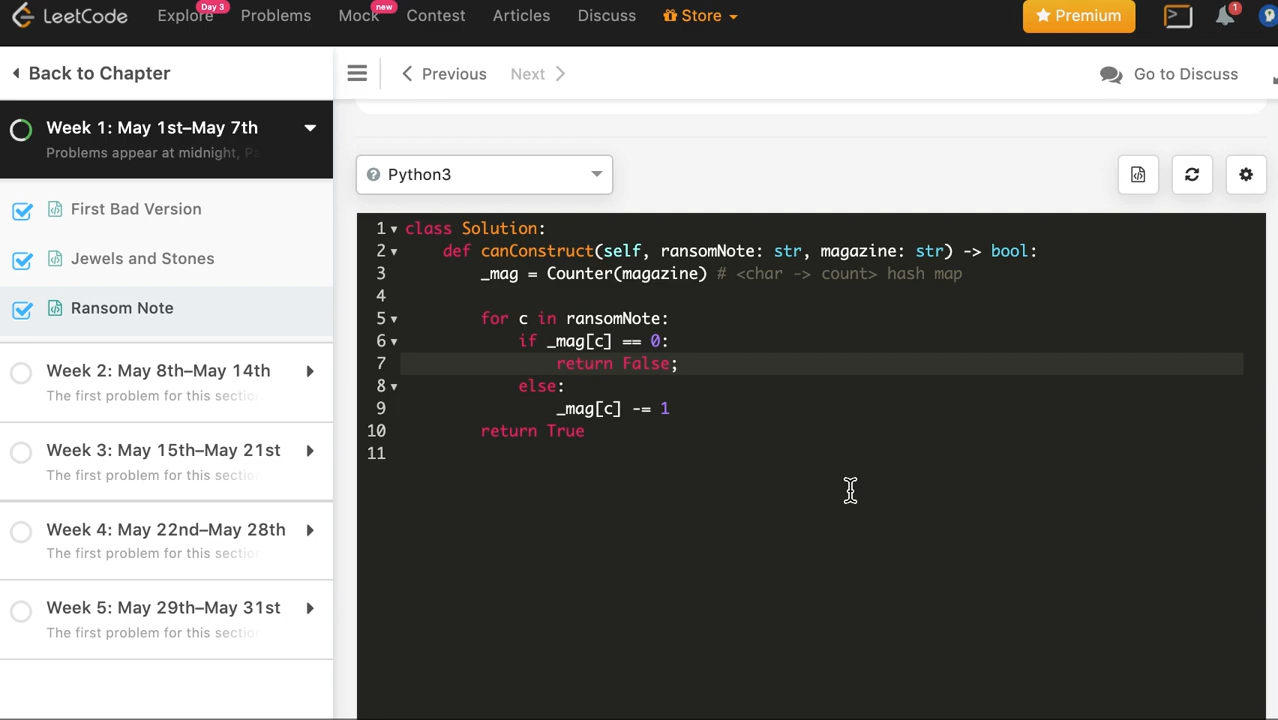 LeetCode
Explore Day 3
Problems
Mock new
Contest
Articles
Discuss
Store
Premium
1
Back to Chapter
Previous
Next
Go to Discuss
Week 1: May 1st–May 7th
Problems appear at midnight,
First Bad Version
Jewels and Stones
Ransom Note
Week 2: May 8th–May 14th
The first problem for this
Week 3: May 15th–May 21st
The first problem for this
Week 4: May 22nd–May 28th
The first problem for this
Week 5: May 29th–May 31st
The first problem for this
Python3
1 class Solution:
2 def canConstruct(self, ransomNote: str, magazine: str) -> bool:
3 _mag = Counter(magazine) # <char -> count> hash map
4
5 for c in ransomNote:
6 if _mag[c] == 0:
7 return False;
8 else:
9 _mag[c] -= 1
10 return True
11